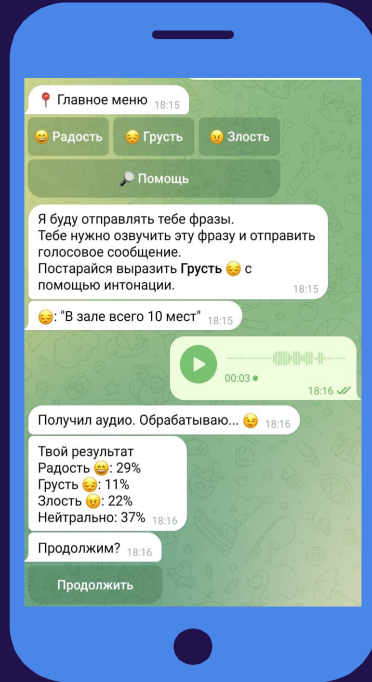 📍 Главное меню 18:15
😄 Радость 😔 Грусть 😠 Злость
🔎 Помощь
Я буду отправлять тебе фразы.
Тебе нужно озвучить эту фразу и отправить
голосовое сообщение.
Постарайся выразить Грусть 😔 с
помощью интонации. 18:15
😔: "В зале всего 10 мест" 18:15
00:03
18:16
Получил аудио. Обрабатываю... 😉 18:16
Твой результат
Радость 😄: 29%
Грусть 😔: 11%
Злость 😠: 22%
Нейтрально: 37% 18:16
Продолжим? 18:16
Продолжить